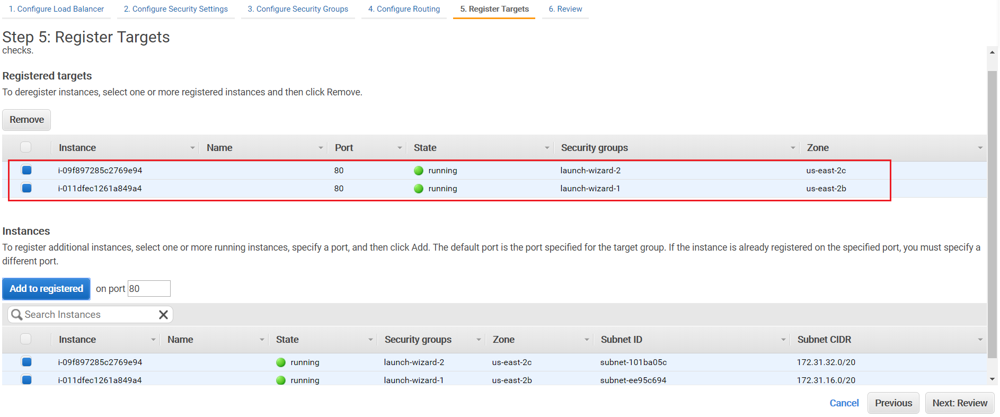 1. Configure Load Balancer 2. Configure Security Settings 3. Configure Security Groups 4. Configure Routing 5. Register Targets 6. Review
Step 5: Register Targets
checks.
Registered targets
To deregister instances, select one or more registered instances and then click Remove.
Remove
Instance Name Port State Security groups Zone
i-09f897285c2769e94 80 running launch-wizard-2 us-east-2c
i-011dfec1261a849a4 80 running launch-wizard-1 us-east-2b
Instances
To register additional instances, select one or more running instances, specify a port, and then click Add. The default port is the port specified for the target group. If the instance is already registered on the specified port, you must specify a
different port.
Add to registered on port 80
Search Instances
Instance Name State Security groups Zone Subnet ID Subnet CIDR
i-09f897285c2769e94 running launch-wizard-2 us-east-2c subnet-101ba05c 172.31.32.0/20
i-011dfec1261a849a4 running launch-wizard-1 us-east-2b subnet-ee95c694 172.31.16.0/20
Cancel Previous Next: Review